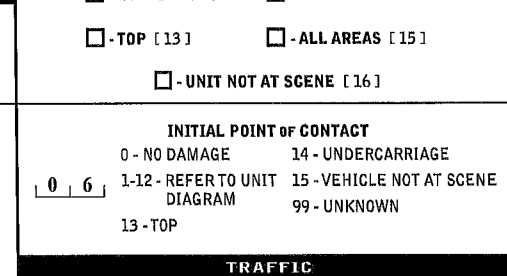 - TOP [13] - ALL AREAS [15]
- UNIT NOT AT SCENE [16]
INITIAL POINT OF CONTACT
0 - NO DAMAGE 14 - UNDERCARRIAGE
0 6 1-12 - REFER TO UNIT 15 - VEHICLE NOT AT SCENE
DIAGRAM 99 - UNKNOWN
13 - TOP
TRAFFIC